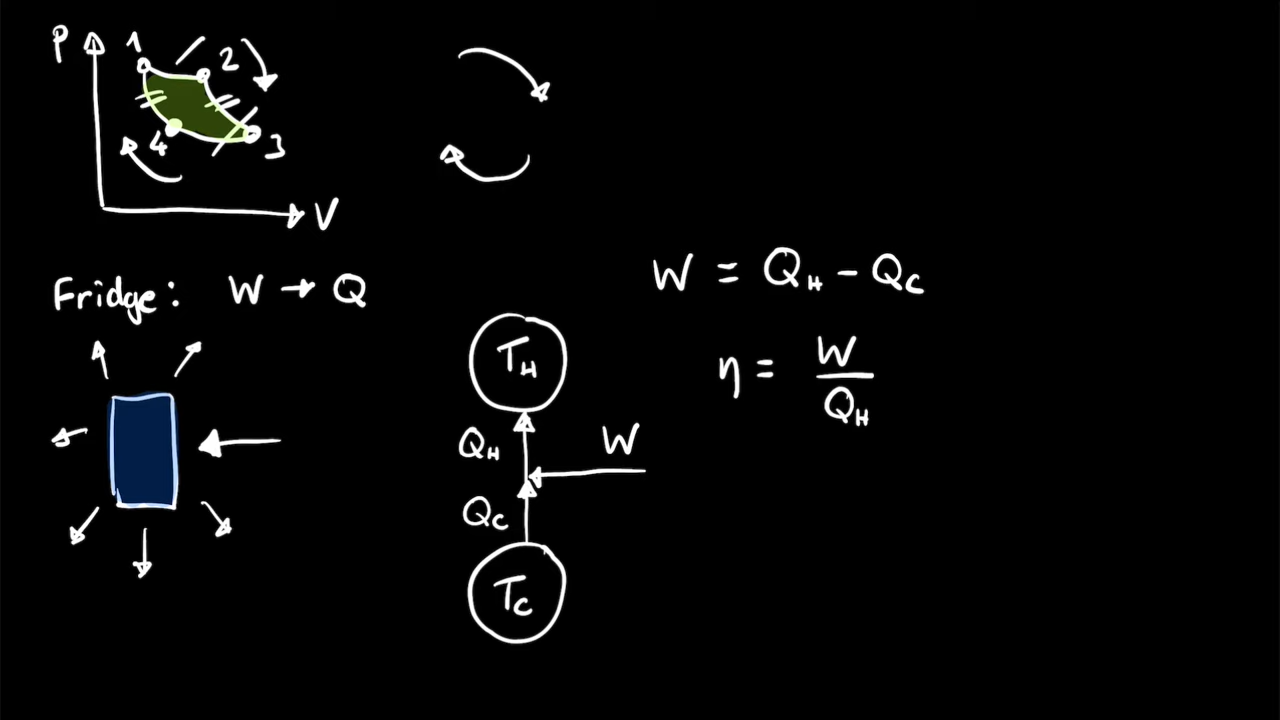 P
1
2
4
3
V
Fridge: W → Q
W = Q_H - Q_C
η = W / Q_H
T_H
Q_H
W
Q_C
T_C